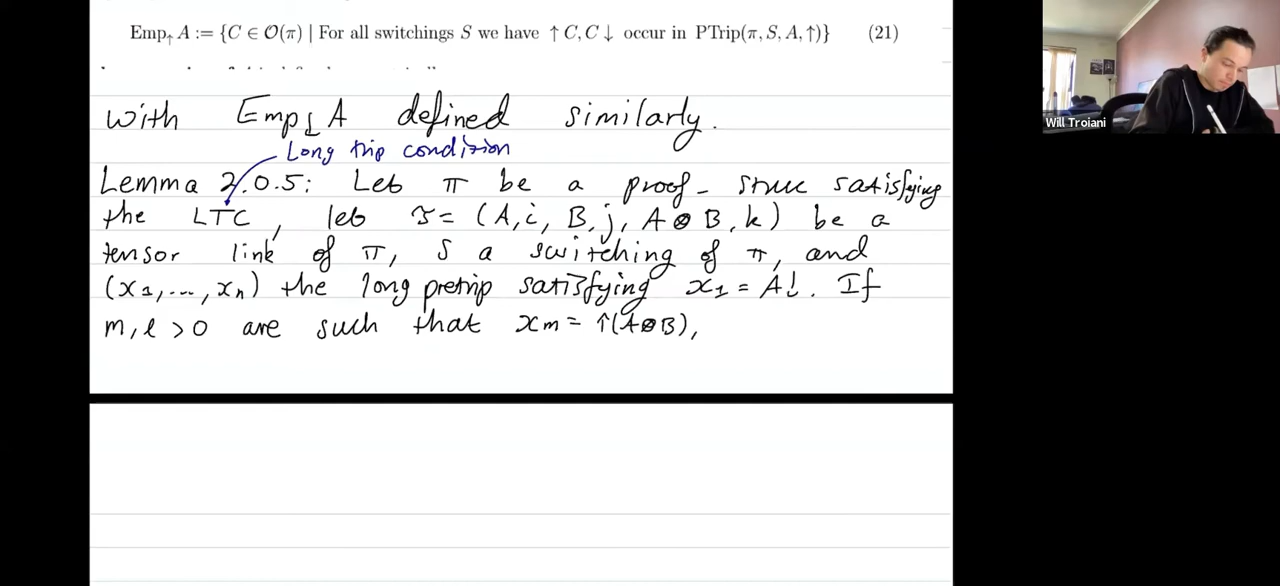 Emp↑ A := {C ∈ O(π) | For all switchings S we have ↑ C, C ↓ occur in PTrip(π, S, A, ↑)} (21)
with Emp↓ A defined similarly.
Long trip condition
Lemma 2.0.5: Let π be a proof-struc satisfying
the LTC, let τ = (A, i, B, j, A ⊗ B, k) be a
tensor link of π, S a switching of π, and
(x1, ..., xn) the long pretrip satisfying x1 = A↓. If
m, l > 0 are such that xm = ↑(A⊗B),
Will Troiani